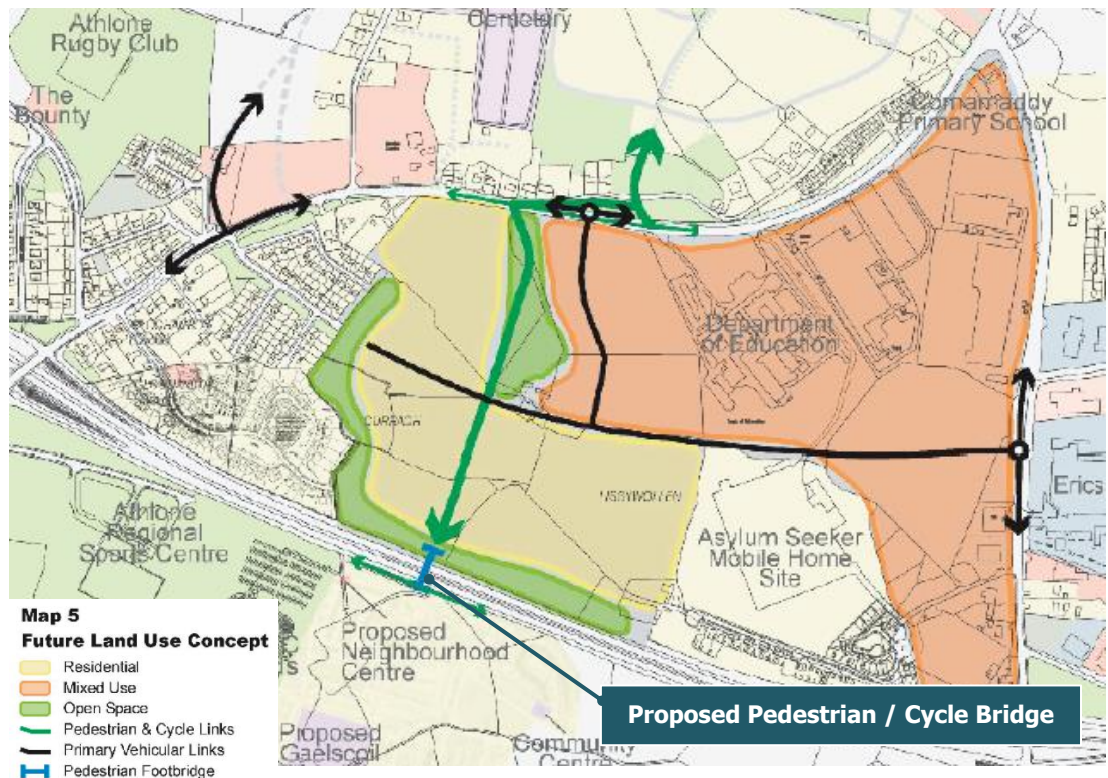 Athlone
Rugby Club
Cemetery
The
Bounty
Cornamaddy
Primary School
Department
of Education
CURRAGH
LISSYWOLLEN
Erics
Athlone
Regional
Sports Centre
Asylum Seeker
Mobile Home
Site
Proposed
Neighbourhood
Centre
Proposed
Gaelscoil
Community
Centre
Proposed Pedestrian / Cycle Bridge
Map 5
Future Land Use Concept
Residential
Mixed Use
Open Space
Pedestrian & Cycle Links
Primary Vehicular Links
Pedestrian Footbridge